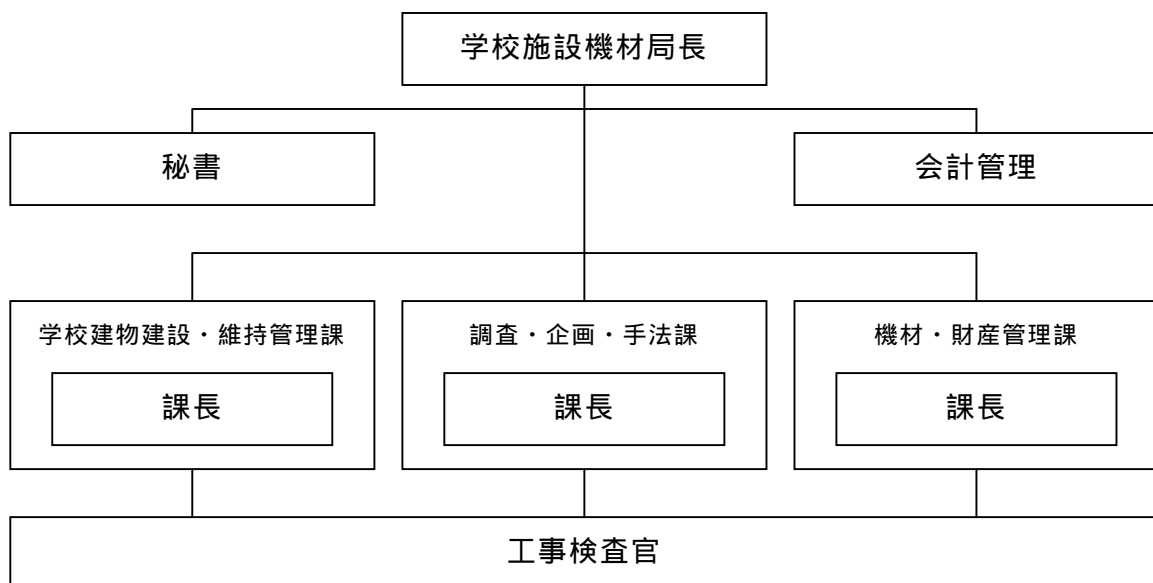 学校施設機材局長
秘書
会計管理
学校建物建設・維持管理課
課長
調査・企画・手法課
課長
機材・財産管理課
課長
工事検査官